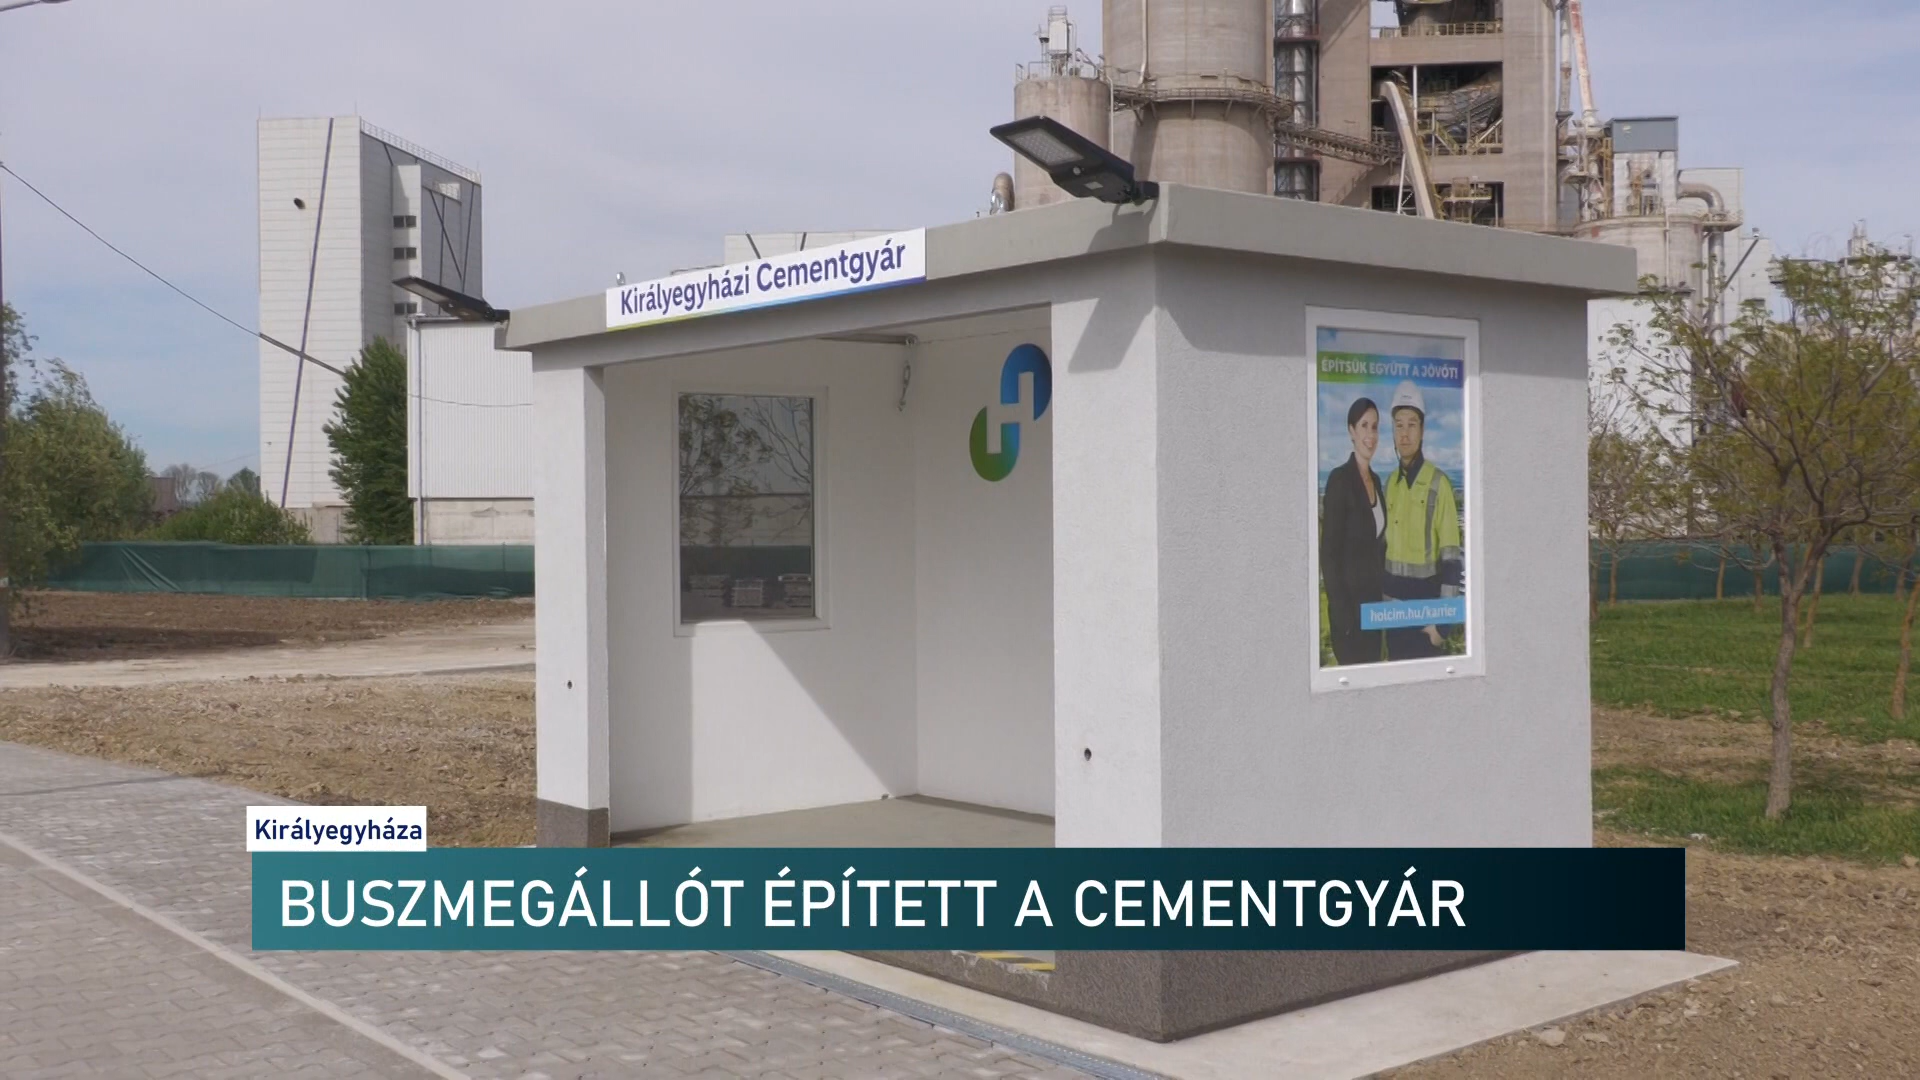 Királyegyházi Cementgyár
ÉPÍTSÜK EGYÜTT A JÖVŐT!
holcim.hu/karrier
Királyegyháza
BUSZMEGÁLLÓT ÉPÍTETT A CEMENTGYÁR